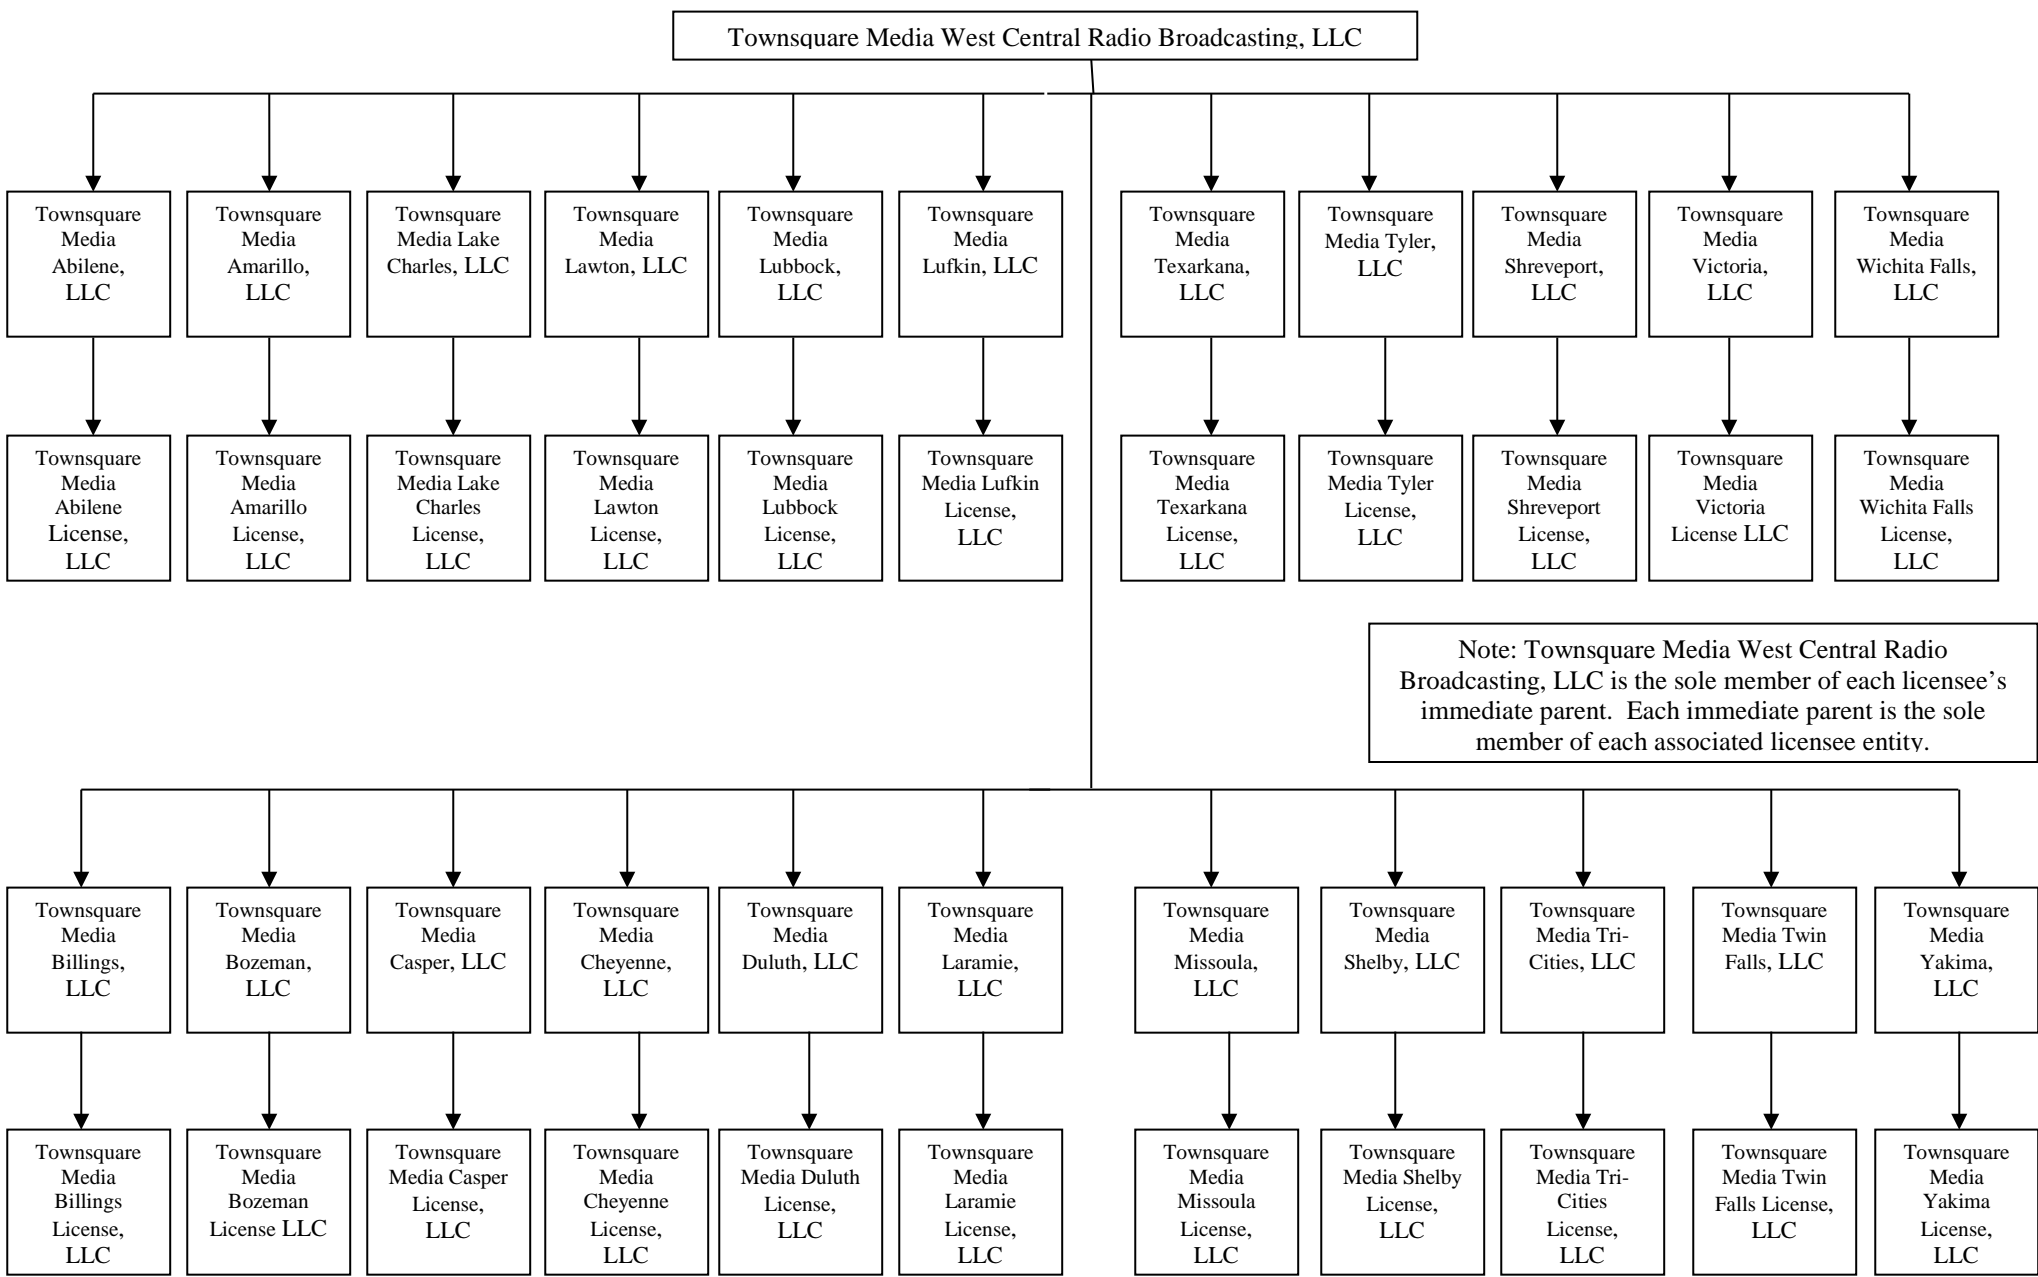 Townsquare Media West Central Radio Broadcasting, LLC
Townsquare
Media
Abilene,
LLC
Townsquare
Media
Amarillo,
LLC
Townsquare
Media Lake
Charles, LLC
Townsquare
Media
Lawton, LLC
Townsquare
Media
Lubbock,
LLC
Townsquare
Media
Lufkin, LLC
Townsquare
Media
Texarkana,
LLC
Townsquare
Media Tyler,
LLC
Townsquare
Media
Shreveport,
LLC
Townsquare
Media
Victoria,
LLC
Townsquare
Media
Wichita Falls,
LLC
Townsquare
Media
Abilene
License,
LLC
Townsquare
Media
Amarillo
License,
LLC
Townsquare
Media Lake
Charles
License,
LLC
Townsquare
Media
Lawton
License,
LLC
Townsquare
Media
Lubbock
License,
LLC
Townsquare
Media Lufkin
License,
LLC
Townsquare
Media
Texarkana
License,
LLC
Townsquare
Media Tyler
License,
LLC
Townsquare
Media
Shreveport
License,
LLC
Townsquare
Media
Victoria
License LLC
Townsquare
Media
Wichita Falls
License,
LLC
Note: Townsquare Media West Central Radio
Broadcasting, LLC is the sole member of each licensee’s
immediate parent.  Each immediate parent is the sole
member of each associated licensee entity.
Townsquare
Media
Billings,
LLC
Townsquare
Media
Bozeman,
LLC
Townsquare
Media
Casper, LLC
Townsquare
Media
Cheyenne,
LLC
Townsquare
Media
Duluth, LLC
Townsquare
Media
Laramie,
LLC
Townsquare
Media
Missoula,
LLC
Townsquare
Media
Shelby, LLC
Townsquare
Media Tri-
Cities, LLC
Townsquare
Media Twin
Falls, LLC
Townsquare
Media
Yakima,
LLC
Townsquare
Media
Billings
License,
LLC
Townsquare
Media
Bozeman
License LLC
Townsquare
Media Casper
License,
LLC
Townsquare
Media
Cheyenne
License,
LLC
Townsquare
Media Duluth
License,
LLC
Townsquare
Media
Laramie
License,
LLC
Townsquare
Media
Missoula
License,
LLC
Townsquare
Media Shelby
License,
LLC
Townsquare
Media Tri-
Cities
License,
LLC
Townsquare
Media Twin
Falls License,
LLC
Townsquare
Media
Yakima
License,
LLC